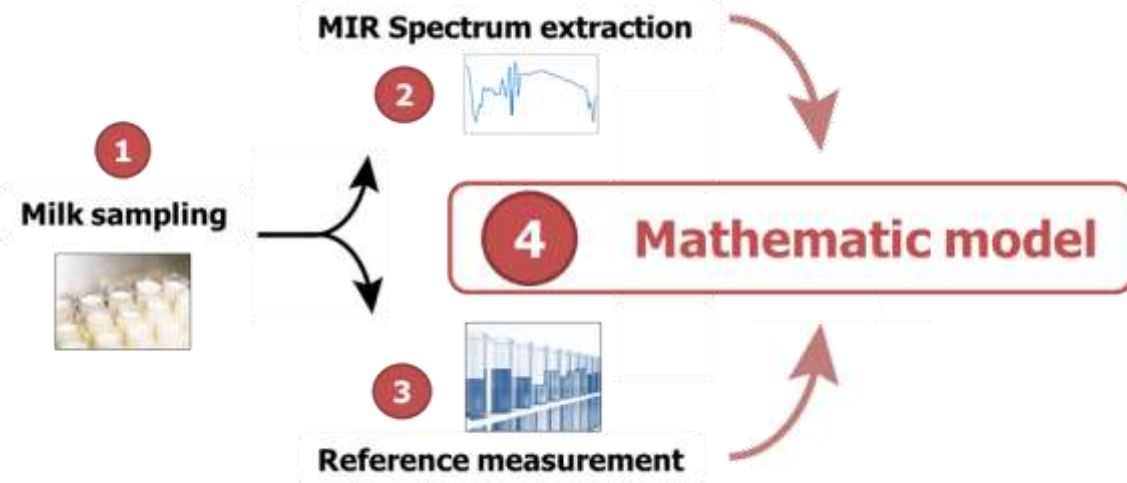 MIR Spectrum extraction
2
1
Milk sampling
4 Mathematic model
3
Reference measurement